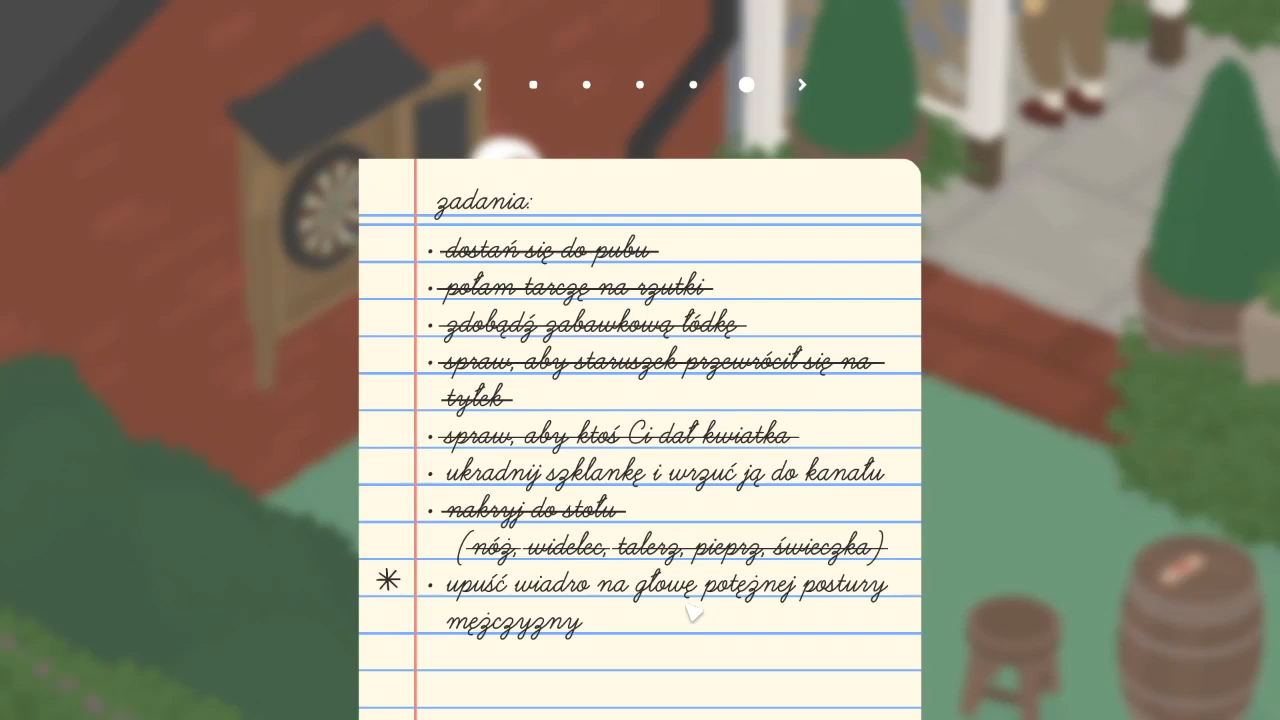 zadania:
• dostań się do pubu
• połam tarczę na rzutki
• zdobądź zabawkową łódkę
• spraw, aby staruszek przewrócił się na
tyłek
• spraw, aby ktoś Ci dał kwiatka
• ukradnij szklankę i wrzuć ją do kanału
• nakryj do stołu
(nóż, widelec, talerz, pieprz, świeczka)
• upuść wiadro na głowę potężnej postury
mężczyzny